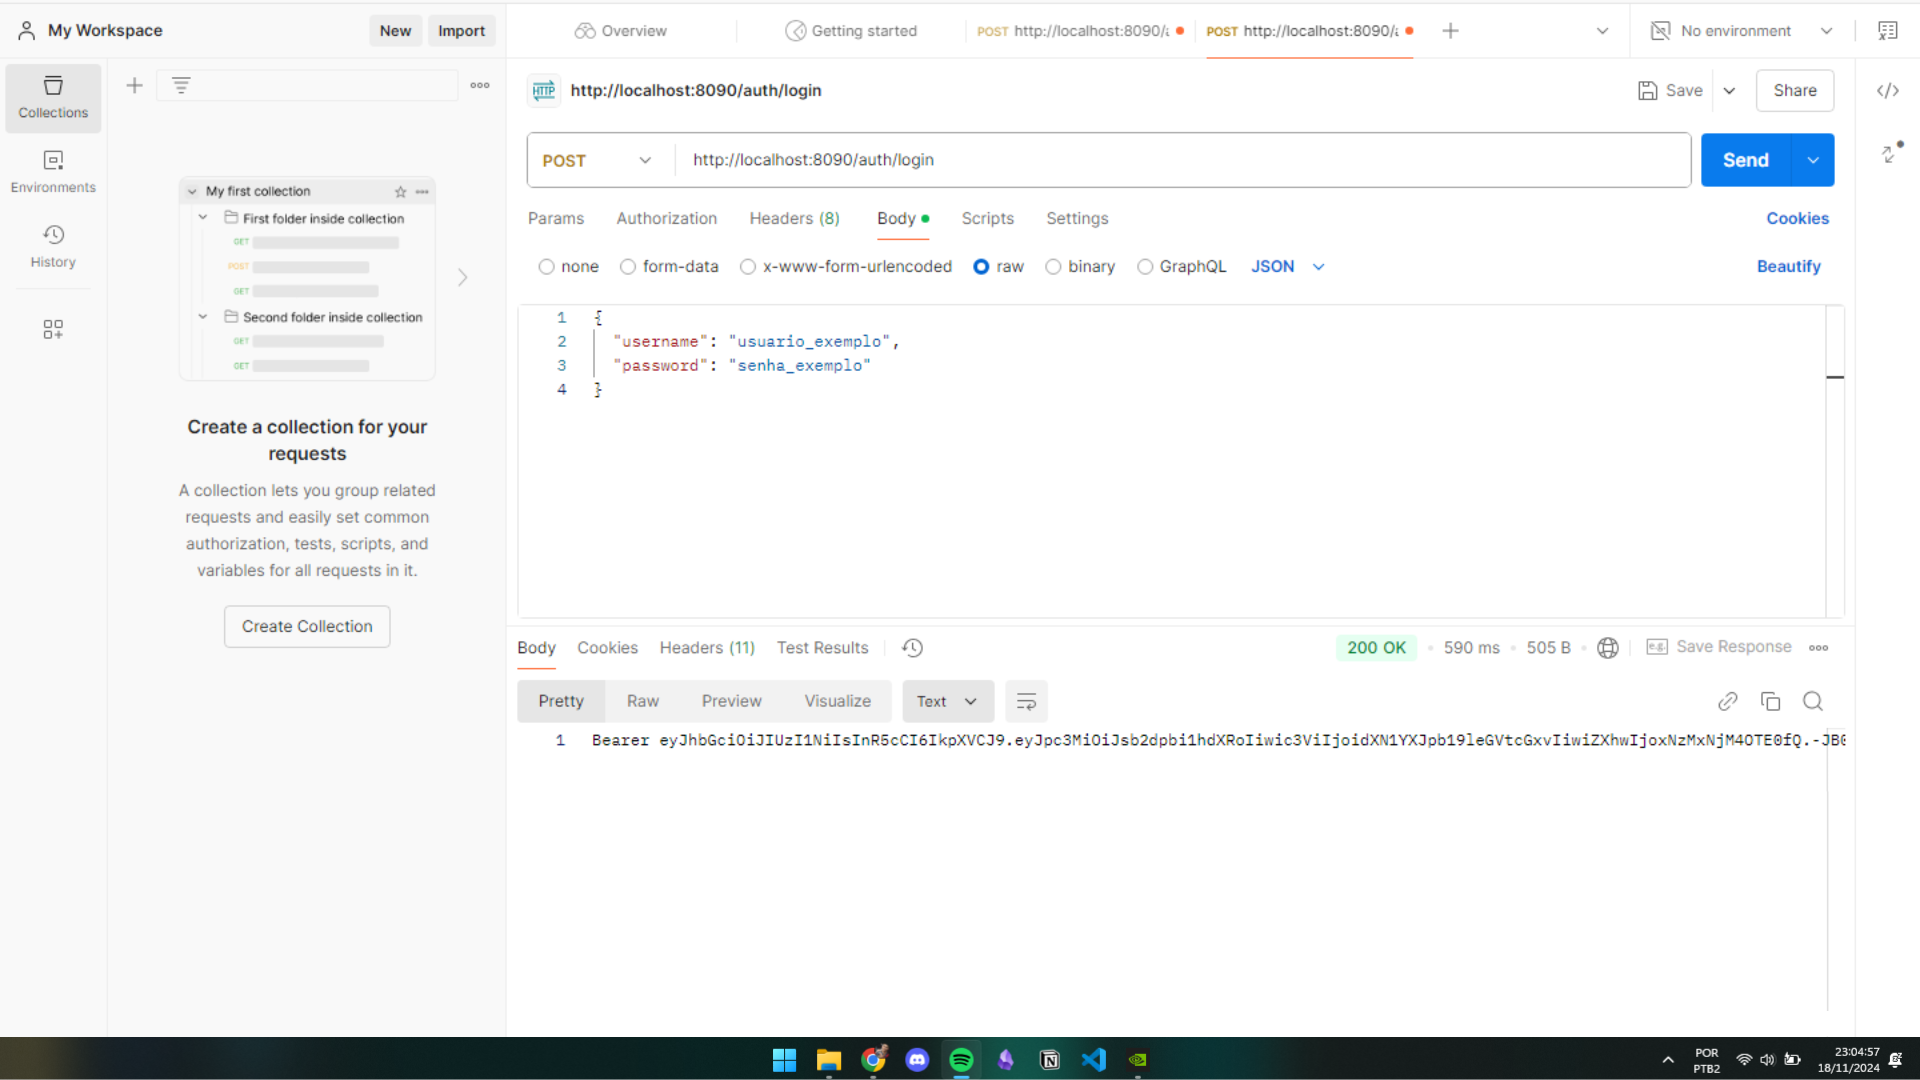 My Workspace
New
Import
Overview
Getting started
POST http://localhost:8090/a
POST http://localhost:8090/a
No environment
Collections
Environments
History
My first collection
First folder inside collection
GET
POST
GET
Second folder inside collection
GET
GET
Create a collection for your
requests
A collection lets you group related
requests and easily set common
authorization, tests, scripts, and
variables for all requests in it.
Create Collection
HTTP http://localhost:8090/auth/login
Save
Share
POST
http://localhost:8090/auth/login
Send
Params
Authorization
Headers (8)
Body
Scripts
Settings
Cookies
none
form-data
x-www-form-urlencoded
raw
binary
GraphQL
JSON
Beautify
1 {
2 "username": "usuario_exemplo",
3 "password": "senha_exemplo"
4 }
Body
Cookies
Headers (11)
Test Results
200 OK
590 ms
505 B
e.g.
Save Response
Pretty
Raw
Preview
Visualize
Text
1 Bearer eyJhbGciOiJIUzI1NiIsInR5cCI6IkpXVCJ9.eyJpc3MiOiJsb2dpbi1hdXRoIiwic3ViIjoidXN1YXJpb19leGVtcGxvIiwiZXhwIjoxNzMxNjM4OTE0fQ.-JB0
POR
PTB2
23:04:57
18/11/2024